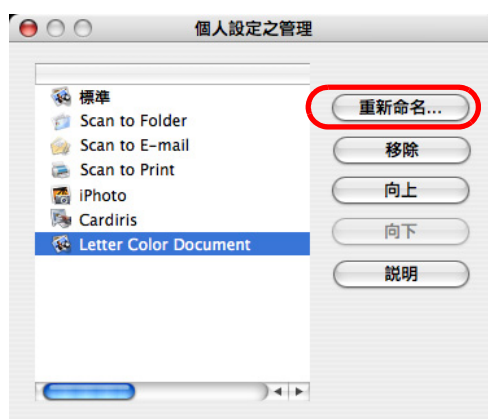 個人設定之管理
標準
Scan to Folder
Scan to E-mail
Scan to Print
iPhoto
Cardiris
Letter Color Document
重新命名...
移除
向上
向下
説明